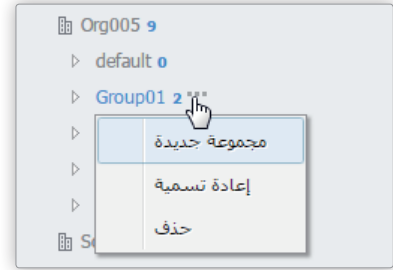 Org005 9
default 0
Group01 2
مجموعة جديدة
إعادة تسمية
حذف